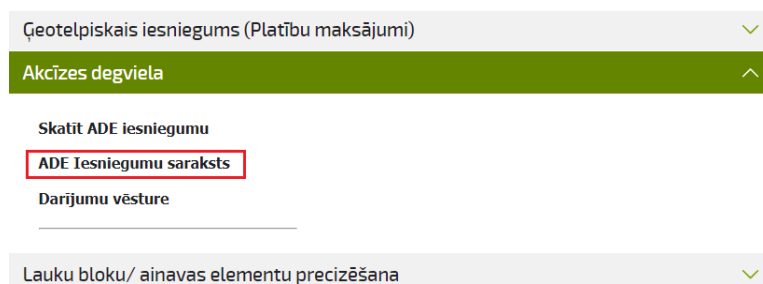 Ģeotelpiskais iesniegums (Platību maksājumi)
Akcīzes degviela
Skatīt ADE iesniegumu
ADE Iesniegumu saraksts
Darījumu vēsture
Lauku bloku/ ainavas elementu precizēšana